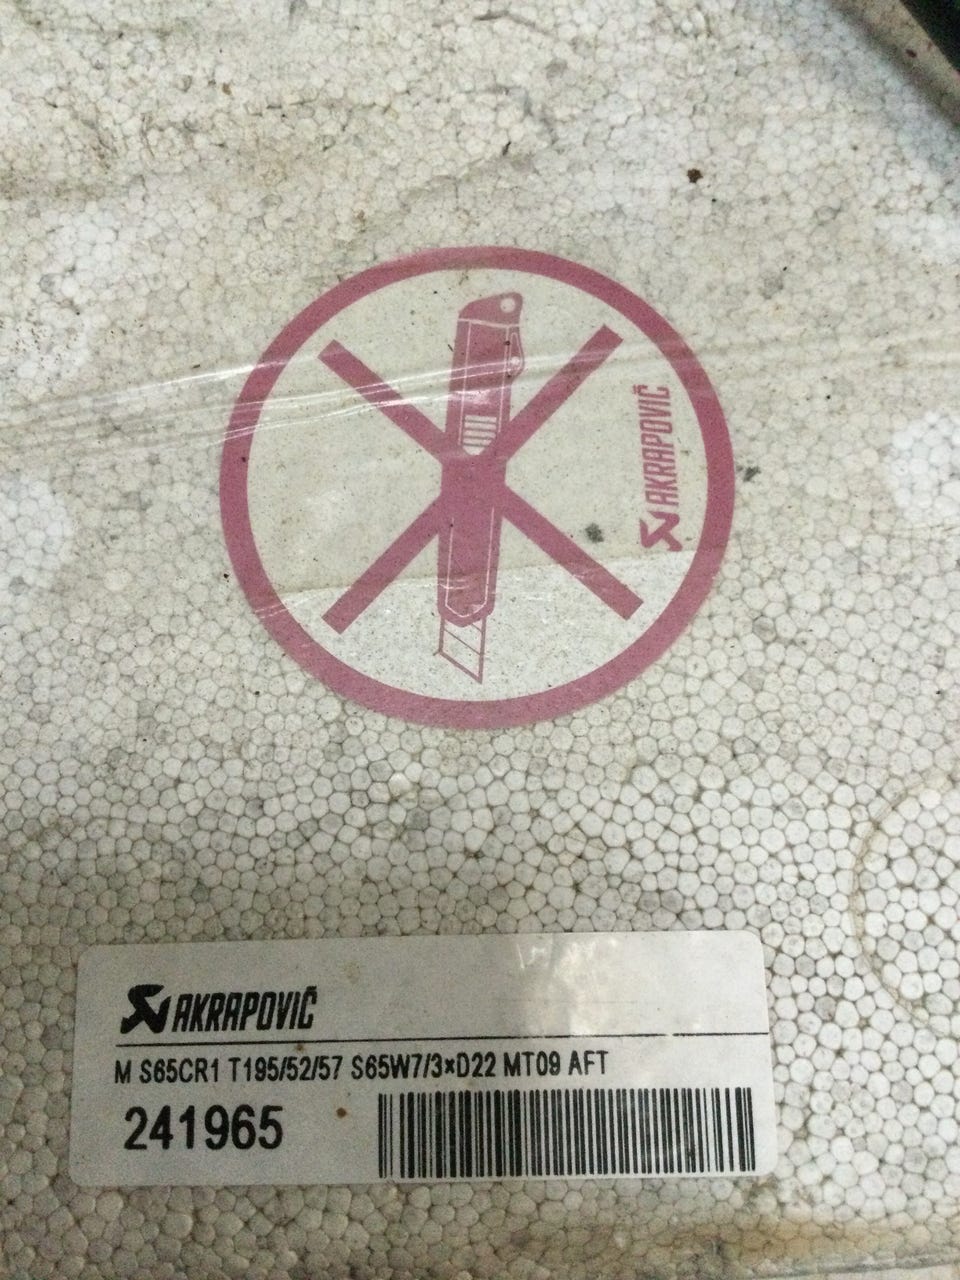 AKRAPOVIČ
AKRAPOVIČ
M S65CR1 T195/52/57 S65W7/3×D22 MT09 AFT
241965